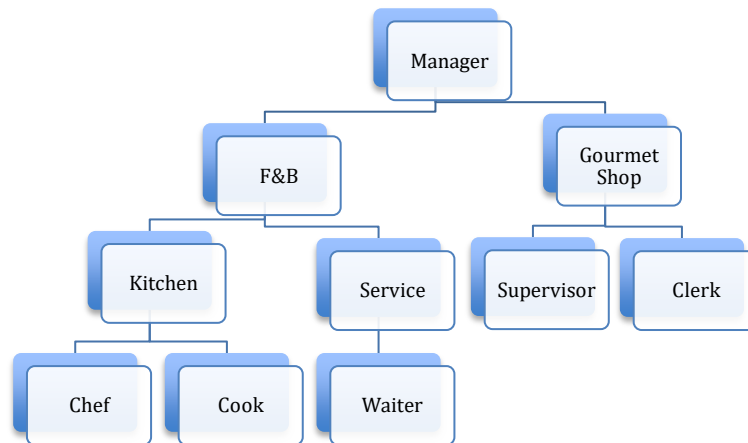 Manager
F&B
Gourmet
Shop
Kitchen
Service
Supervisor
Clerk
Chef
Cook
Waiter